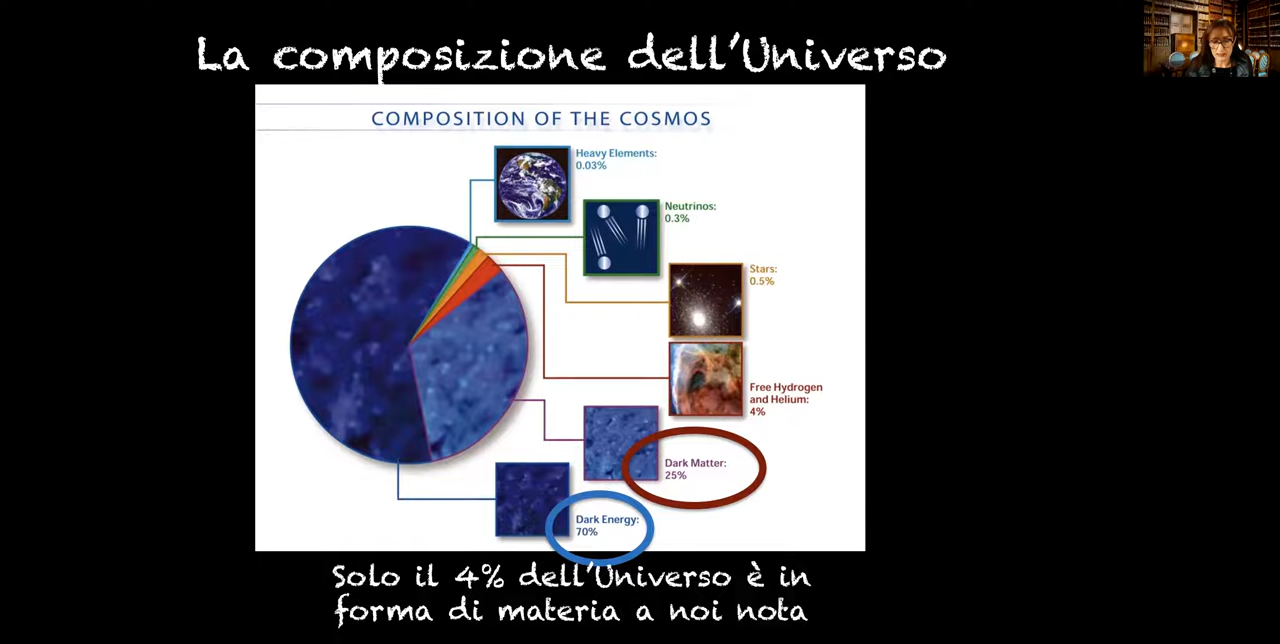 La composizione dell'Universo
COMPOSITION OF THE COSMOS
Heavy Elements:
0.03%
Neutrinos:
0.3%
Stars:
0.5%
Free Hydrogen
and Helium:
4%
Dark Matter:
25%
Dark Energy:
70%
Solo il 4% dell'Universo è in
forma di materia a noi nota